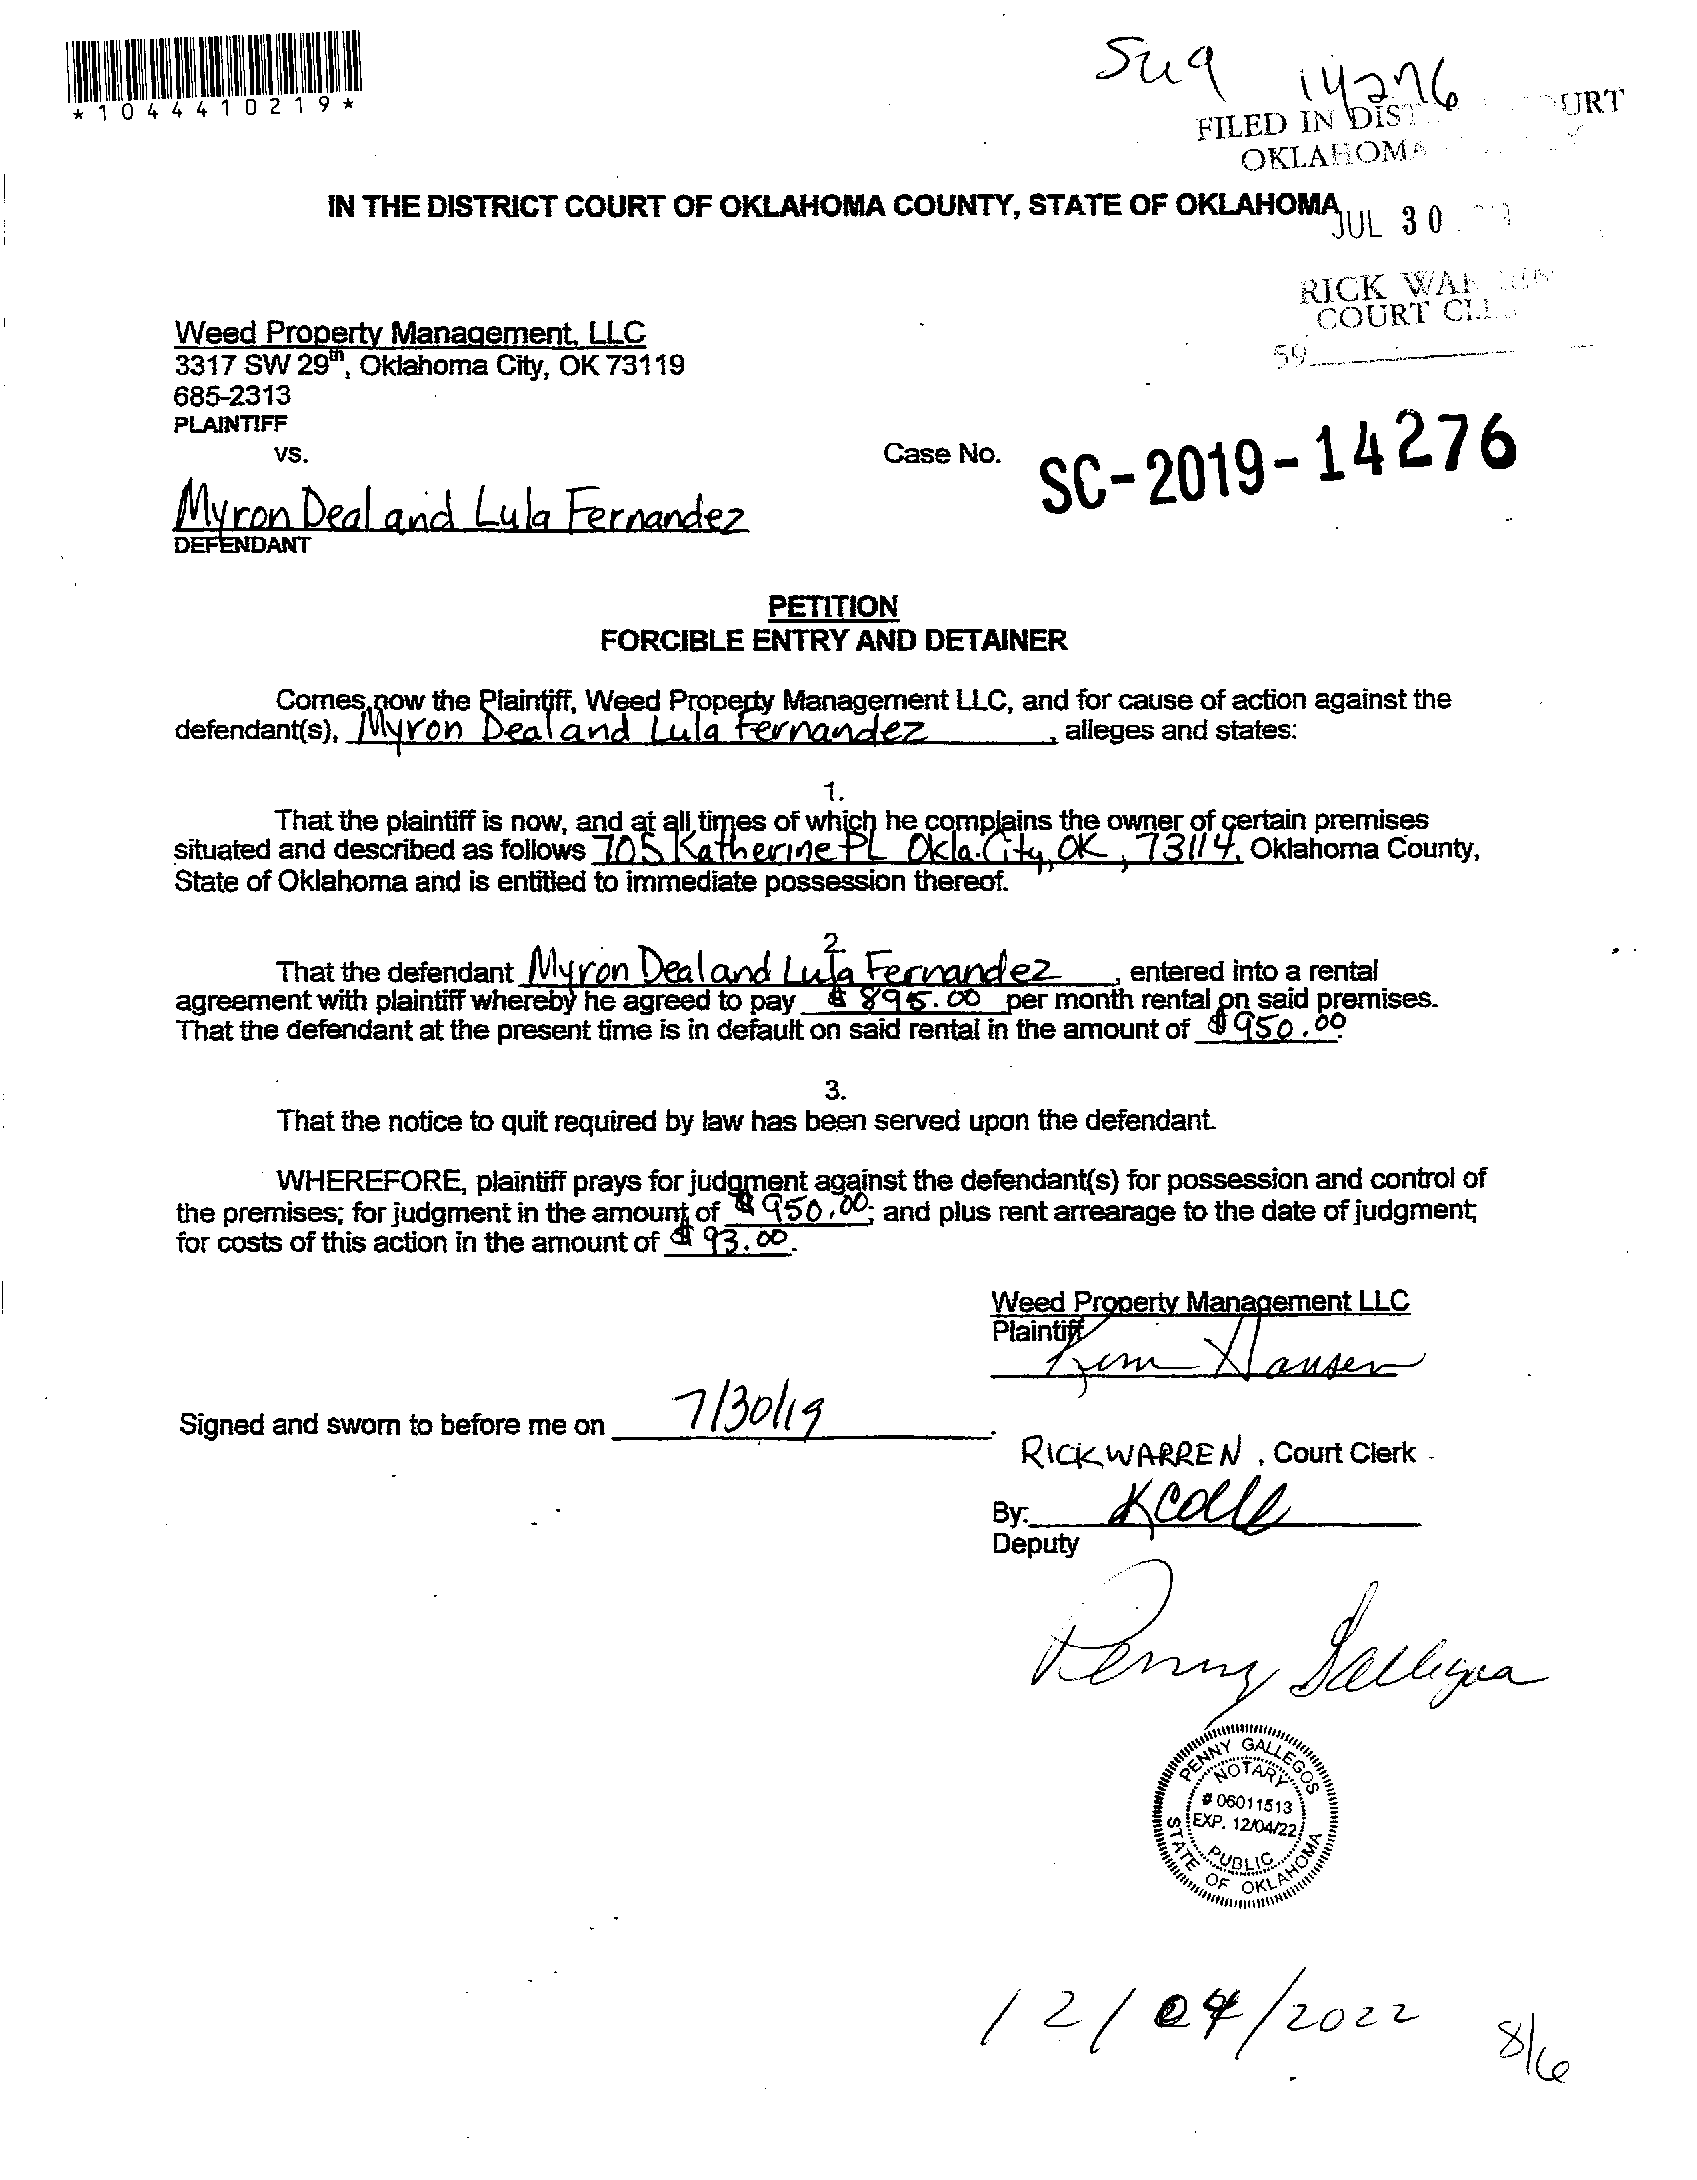 *1044410219*
Su9 14276
FILED IN DIST URT
OKLAHOMA
IN THE DISTRICT COURT OF OKLAHOMA COUNTY, STATE OF OKLAHOMA
JUL 30
RICK WAR
COURT CL
59
Weed Property Management, LLC
3317 SW 29th, Oklahoma City, OK 73119
685-2313
PLAINTIFF
vs.
Case No. SC-2019-14276
Myron Deal and Lula Fernandez
DEFENDANT
PETITION
FORCIBLE ENTRY AND DETAINER
Comes now the Plaintiff, Weed Property Management LLC, and for cause of action against the
defendant(s), Myron Deal and Lula Fernandez, alleges and states:
1.
That the plaintiff is now, and at all times of which he complains the owner of certain premises
situated and described as follows 705 Katherine PL Okla. City, OK, 73114, Oklahoma County,
State of Oklahoma and is entitled to immediate possession thereof.
2.
That the defendant Myron Deal and Lula Fernandez, entered into a rental
agreement with plaintiff whereby he agreed to pay $895.00 per month rental on said premises.
That the defendant at the present time is in default on said rental in the amount of $950.00.
3.
That the notice to quit required by law has been served upon the defendant.
WHEREFORE, plaintiff prays for judgment against the defendant(s) for possession and control of
the premises; for judgment in the amount of $950.00; and plus rent arrearage to the date of judgment;
for costs of this action in the amount of $93.00.
Weed Property Management LLC
Plaintiff
Kim Hansen
Signed and sworn to before me on 7/30/19.
RICK WARREN, Court Clerk
By:
Deputy
Penny Gallegos
PENNY GALLEGOS
NOTARY
# 06011513
EXP. 12/04/22
PUBLIC
STATE OF OKLAHOMA
12/04/2022
8/6